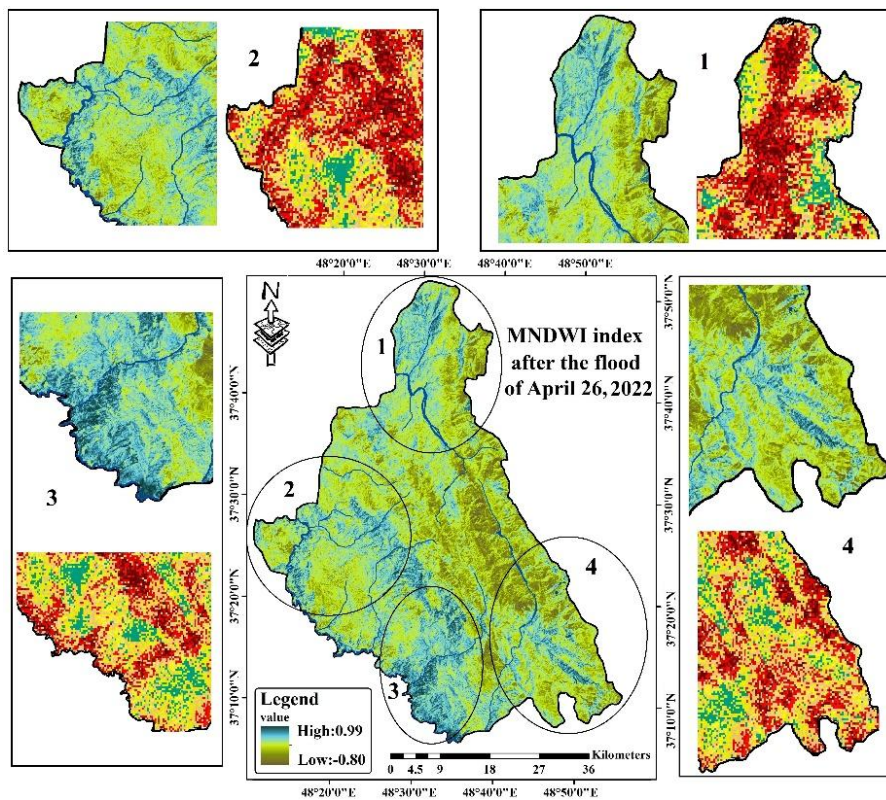 2
1
48°20'0"E 48°30'0"E 48°40'0"E 48°50'0"E
N
MNDWI index
after the flood
of April 26, 2022
1
2
3
4
37°40'0"N
37°30'0"N
37°20'0"N
37°10'0"N
37°50'0"N
37°40'0"N
37°30'0"N
37°20'0"N
37°10'0"N
3
4
Legend
value
High:0.99
Low:-0.80
Kilometers
0 4.5 9 18 27 36
48°20'0"E 48°30'0"E 48°40'0"E 48°50'0"E